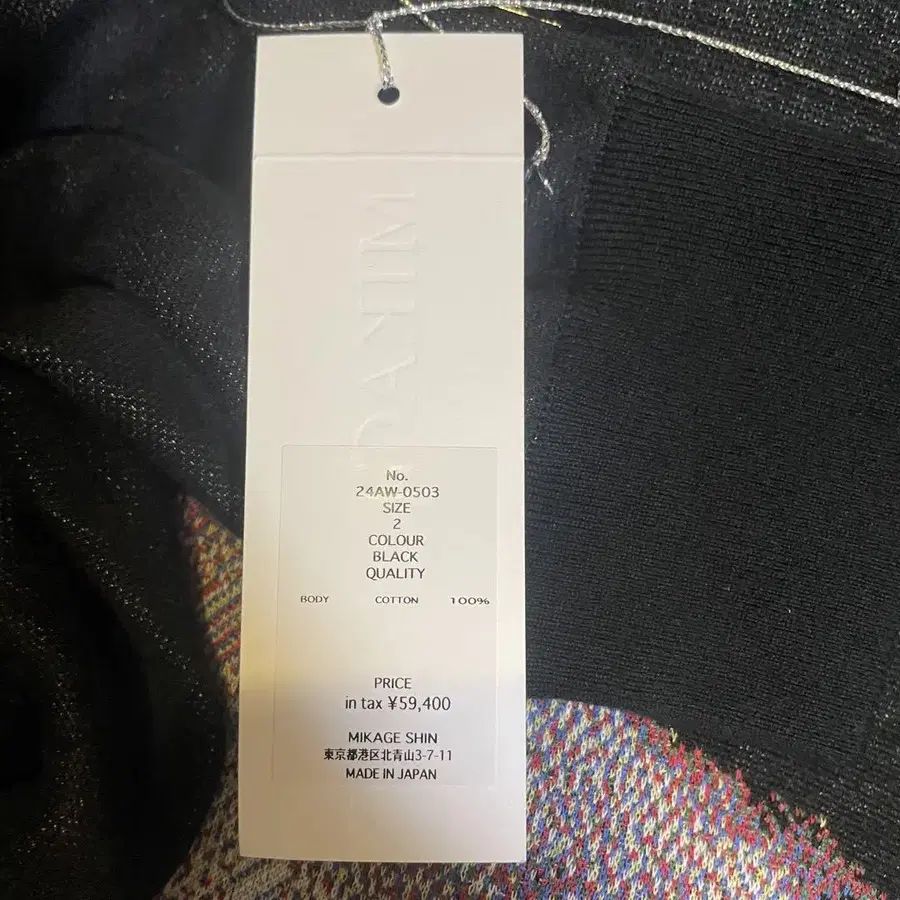 MIKAG
No.
24AW-0503
SIZE
2
COLOUR
BLACK
QUALITY
BODY COTTON 100%
PRICE
in tax ¥59,400
MIKAGE SHIN
東京都港区北青山3-7-11
MADE IN JAPAN